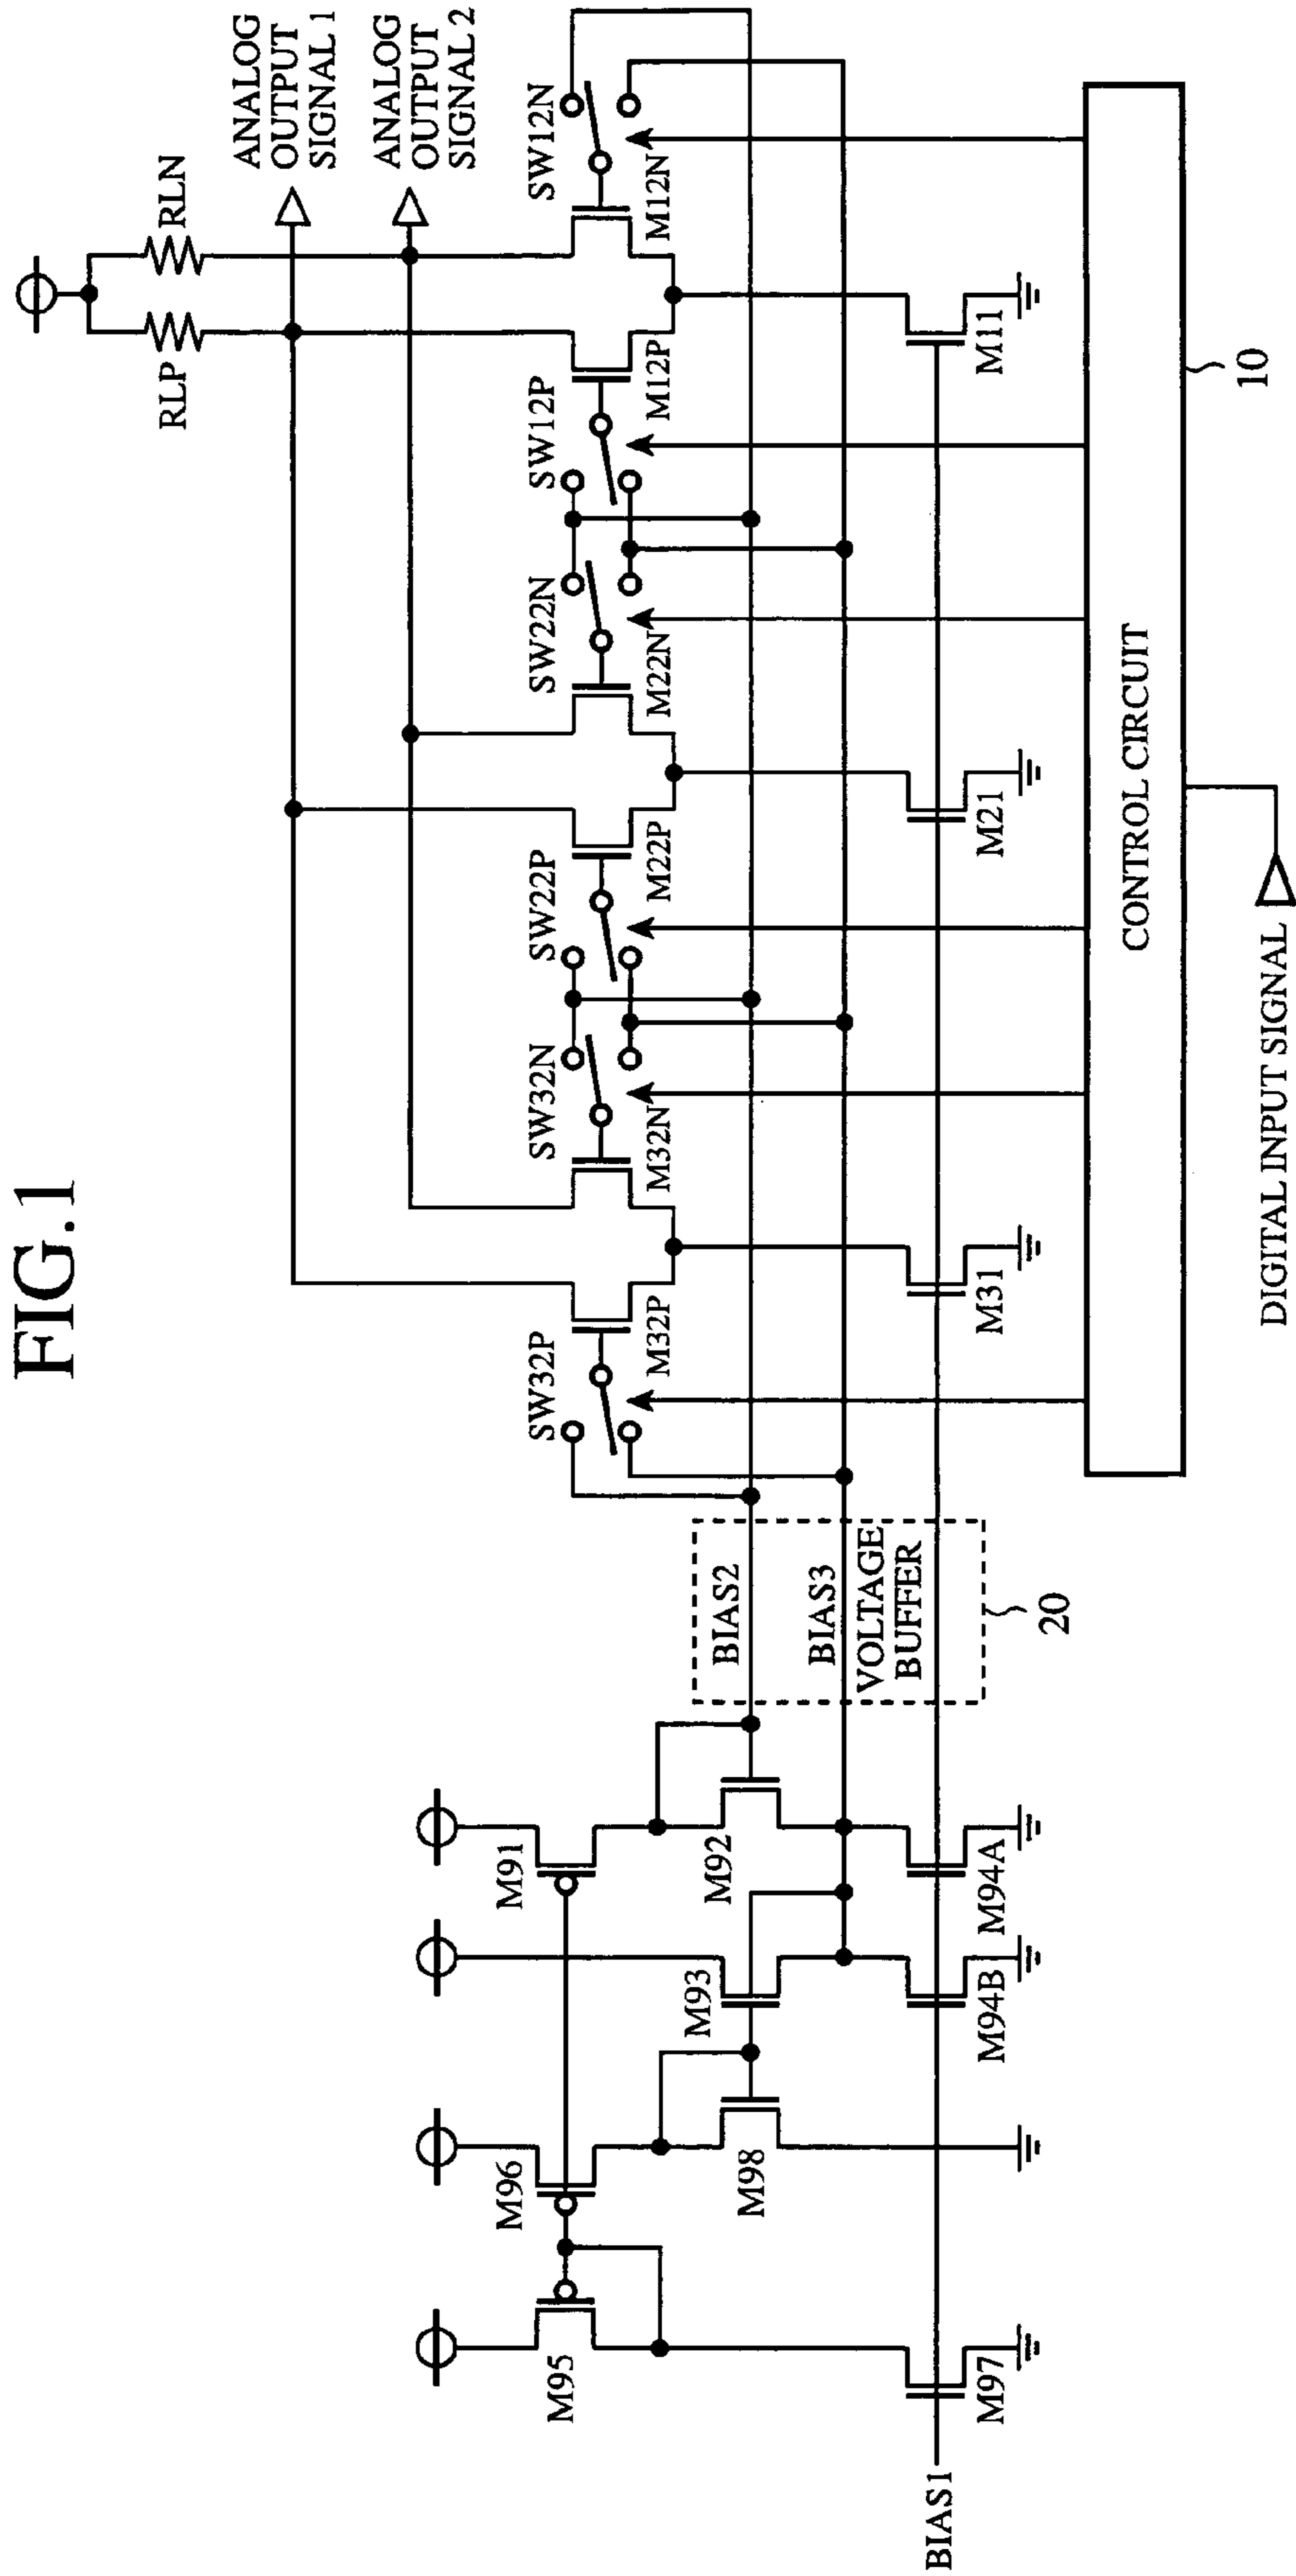 FIG.1
RLP
RLN
ANALOG
OUTPUT
SIGNAL 1
ANALOG
OUTPUT
SIGNAL 2
SW32P
SW32N
SW22P
SW22N
SW12P
SW12N
M32P
M32N
M22P
M22N
M12P
M12N
M95
M96
M91
M98
M93
M92
BIAS2
BIAS3
VOLTAGE
BUFFER
20
BIAS1
M97
M94B
M94A
M31
M21
M11
CONTROL CIRCUIT
10
DIGITAL INPUT SIGNAL